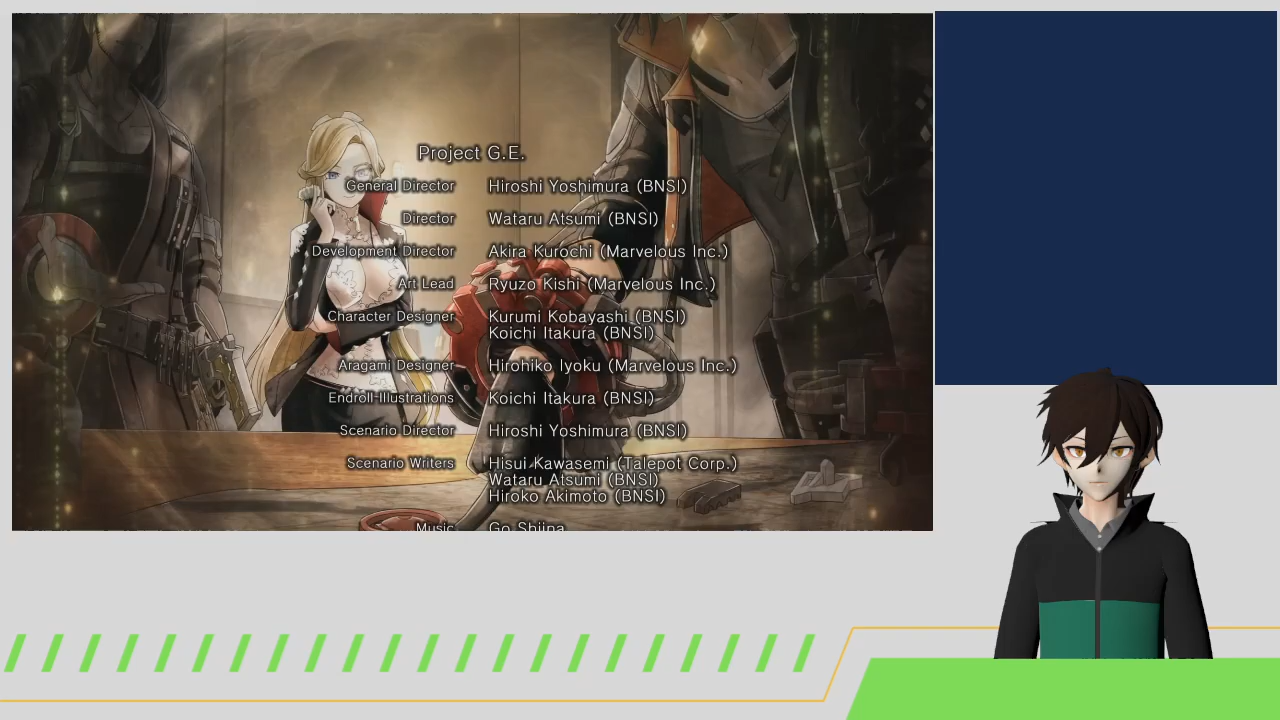 Project G.E.
General Director Hiroshi Yoshimura (BNSI)
Director Wataru Atsumi (BNSI)
Development Director Akira Kurochi (Marvelous Inc.)
Art Lead Ryuzo Kishi (Marvelous Inc.)
Character Designer Kurumi Kobayashi (BNSI)
Koichi Itakura (BNSI)
Aragami Designer Hirohiko Iyoku (Marvelous Inc.)
Endroll Illustrations Koichi Itakura (BNSI)
Scenario Director Hiroshi Yoshimura (BNSI)
Scenario Writers Hisui Kawasemi (Talepot Corp.)
Wataru Atsumi (BNSI)
Hiroko Akimoto (BNSI)
Music Go Shiina